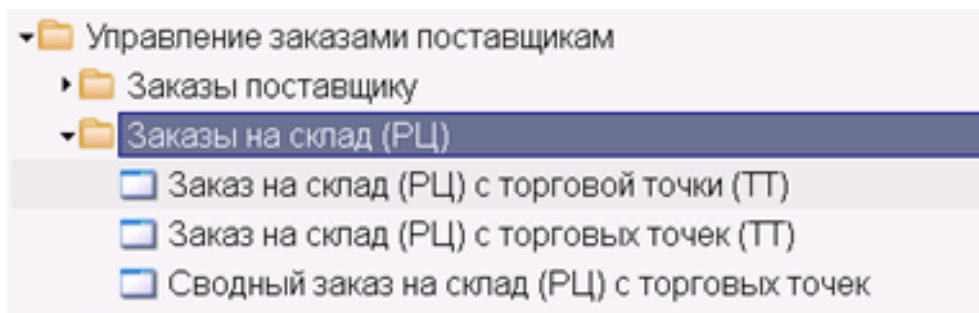 Управление заказами поставщикам
Заказы поставщику
Заказы на склад (РЦ)
Заказ на склад (РЦ) с торговой точки (ТТ)
Заказ на склад (РЦ) с торговых точек (ТТ)
Сводный заказ на склад (РЦ) с торговых точек